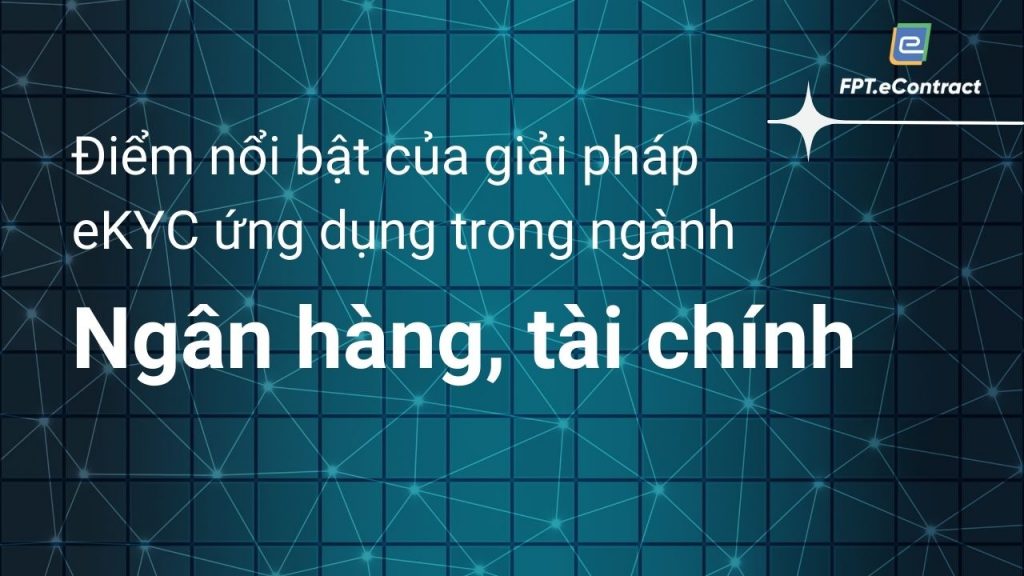 FPT.eContract
Điểm nổi bật của giải pháp
eKYC ứng dụng trong ngành
Ngân hàng, tài chính